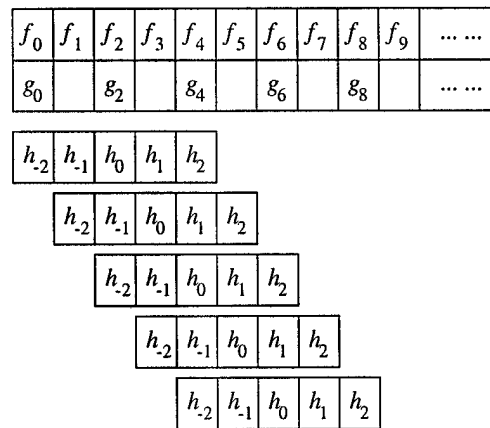 f₀ f₁ f₂ f₃ f₄ f₅ f₆ f₇ f₈ f₉ ... ...
g₀ g₂ g₄ g₆ g₈ ... ...
h₋₂ h₋₁ h₀ h₁ h₂
h₋₂ h₋₁ h₀ h₁ h₂
h₋₂ h₋₁ h₀ h₁ h₂
h₋₂ h₋₁ h₀ h₁ h₂
h₋₂ h₋₁ h₀ h₁ h₂